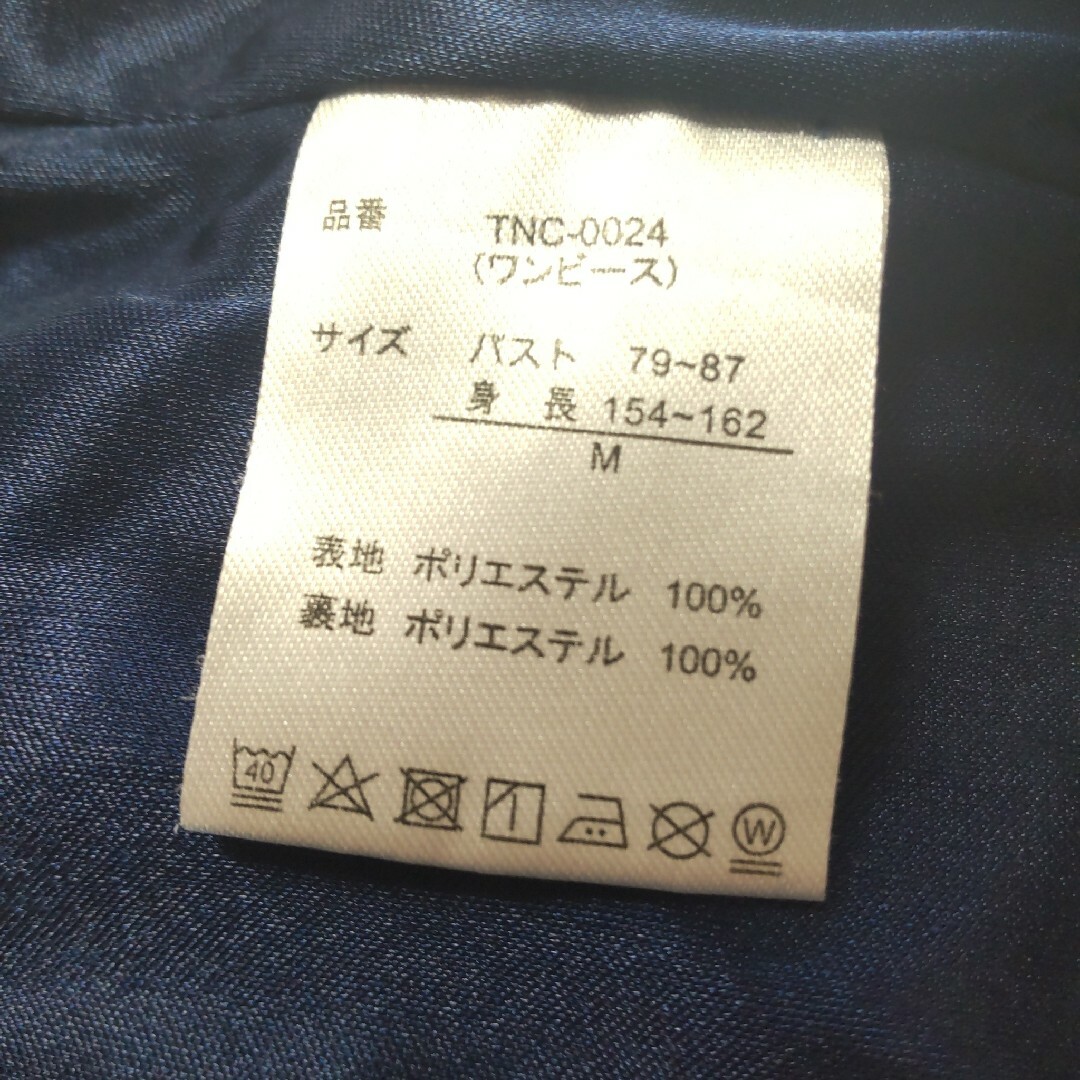 品番 TNC-0024
(ワンピース)
サイズ バスト 79~87
身 長 154~162
M
表地 ポリエステル 100%
裏地 ポリエステル 100%
40 W